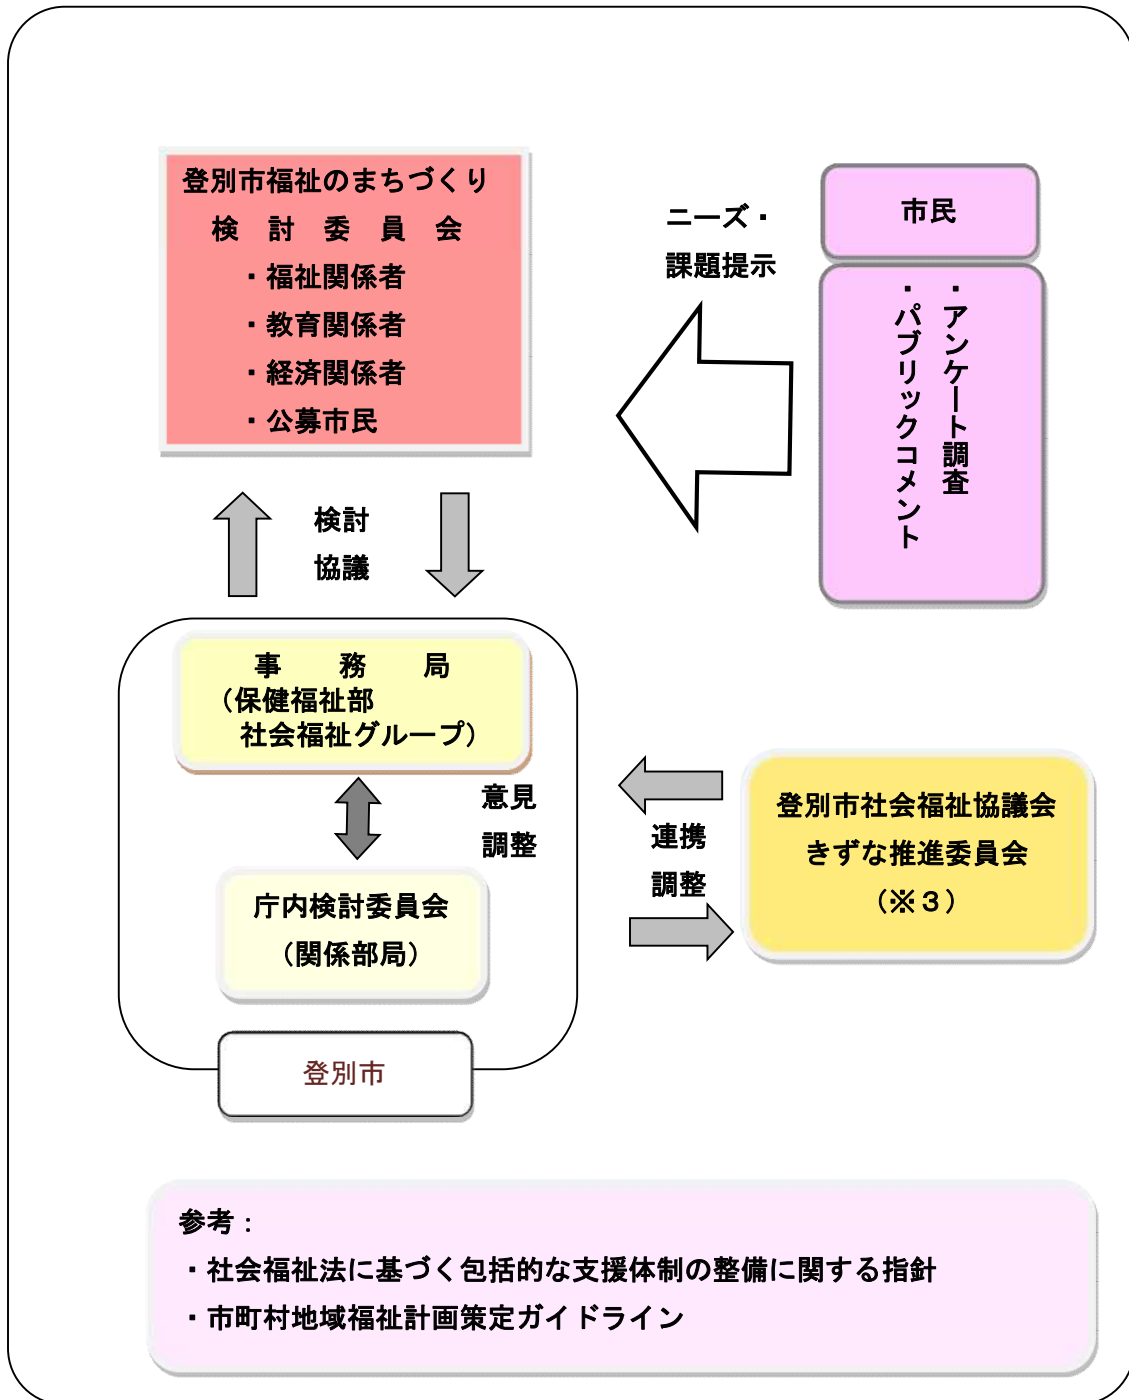 登別市福祉のまちづくり
検　討　委　員　会
・福祉関係者
・教育関係者
・経済関係者
・公募市民
ニーズ・
課題提示
市民
・アンケート調査
・パブリックコメント
検討
協議
事　務　局
（保健福祉部
社会福祉グループ）
意見
調整
庁内検討委員会
（関係部局）
登別市
連携
調整
登別市社会福祉協議会
きずな推進委員会
（※３）
参考：
・社会福祉法に基づく包括的な支援体制の整備に関する指針
・市町村地域福祉計画策定ガイドライン